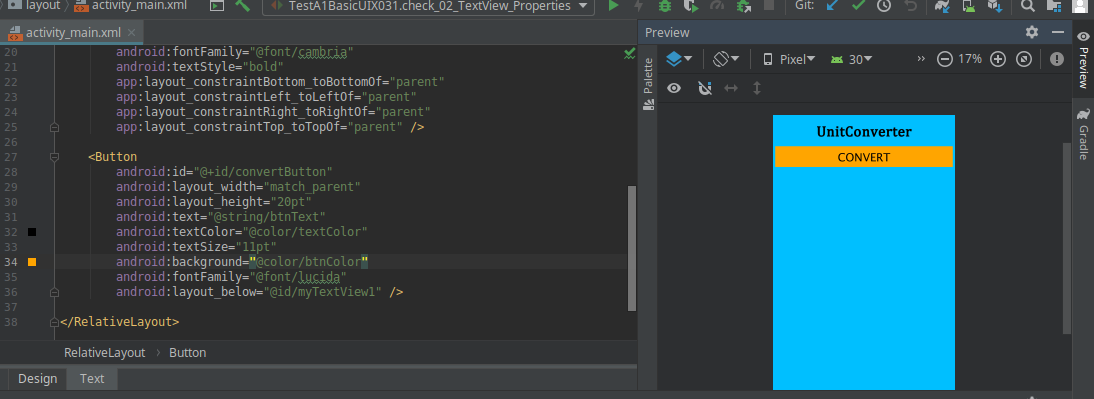 layout
activity_main.xml
TestA1BasicUIX031.check_02_TextView_Properties
Git:
activity_main.xml
Preview
20 android:fontFamily="@font/cambria"
21 android:textStyle="bold"
22 app:layout_constraintBottom_toBottomOf="parent"
23 app:layout_constraintLeft_toLeftOf="parent"
24 app:layout_constraintRight_toRightOf="parent"
25 app:layout_constraintTop_toTopOf="parent" />
26
27 <Button
28 android:id="@+id/convertButton"
29 android:layout_width="match_parent"
30 android:layout_height="20pt"
31 android:text="@string/btnText"
32 android:textColor="@color/textColor"
33 android:textSize="11pt"
34 android:background="@color/btnColor"
35 android:fontFamily="@font/lucida"
36 android:layout_below="@id/myTextView1" />
37
38 </RelativeLayout>
RelativeLayout › Button
Design Text
Palette
Pixel
30
»
17%
UnitConverter
CONVERT
Preview
Gradle